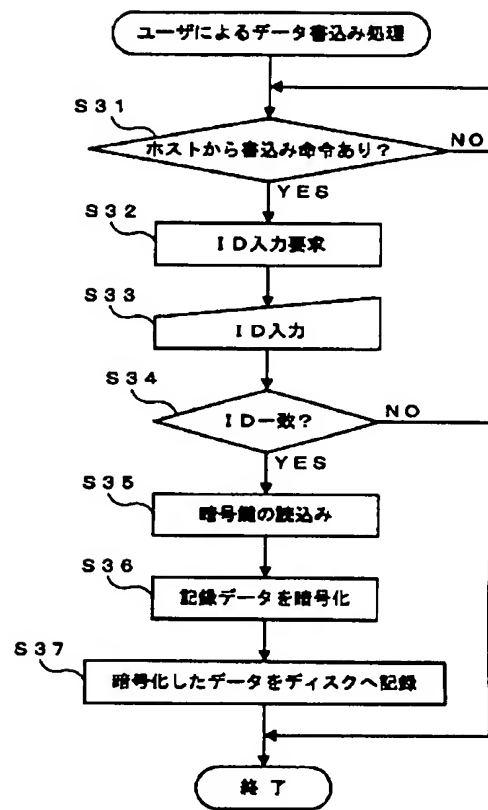 ユーザによるデータ書込み処理
S31
ホストから書込み命令あり？
NO
YES
S32
ID入力要求
S33
ID入力
S34
ID一致？
NO
YES
S35
暗号鍵の読込み
S36
記録データを暗号化
S37
暗号化したデータをディスクへ記録
終了